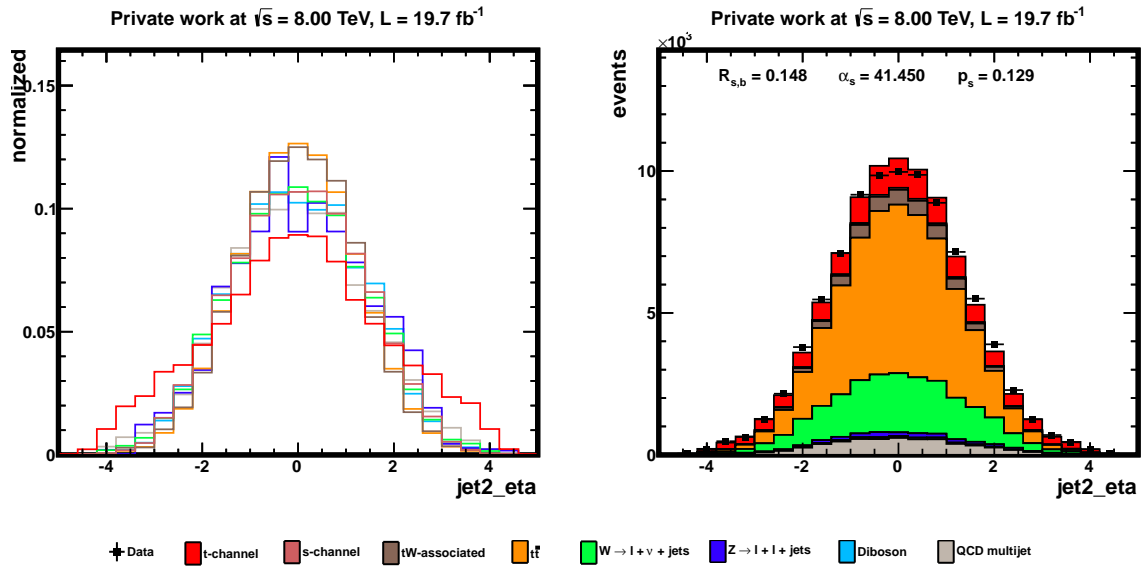 Private work at √s = 8.00 TeV, L = 19.7 fb⁻¹
normalized
0.15
0.1
0.05
0
-4 -2 0 2 4
jet2_eta
Private work at √s = 8.00 TeV, L = 19.7 fb⁻¹
×10³
events
R_{s,b} = 0.148 α_s = 41.450 p_s = 0.129
10
5
0
-4 -2 0 2 4
jet2_eta
Data t-channel s-channel tW-associated tt̄ W → l + ν + jets Z → l + l + jets Diboson QCD multijet